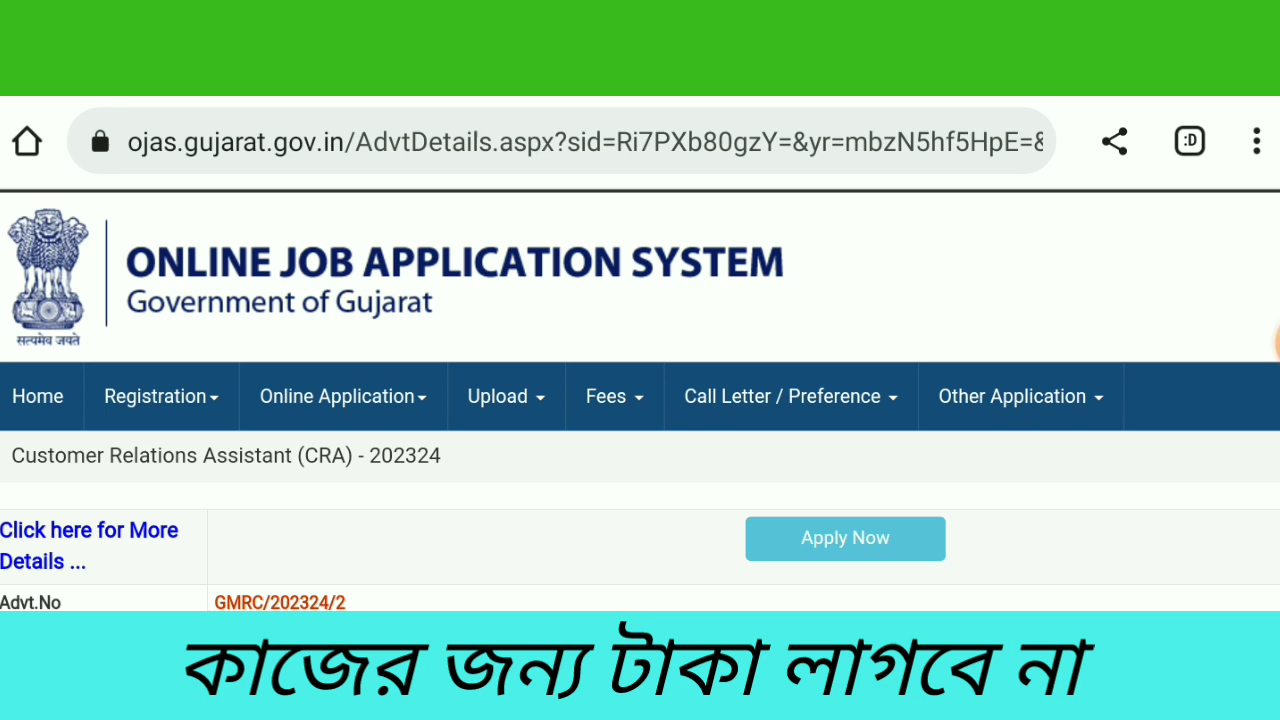 :D
ojas.gujarat.gov.in/AdvtDetails.aspx?sid=Ri7PXb80gzY=&yr=mbzN5hf5HpE=&
ONLINE JOB APPLICATION SYSTEM
Government of Gujarat
सत्यमेव जयते
Home Registration Online Application Upload Fees Call Letter / Preference Other Application
Customer Relations Assistant (CRA) - 202324
Click here for More
Details ...
Apply Now
Advt.No GMRC/202324/2
কাজের জন্য টাকা লাগবে না